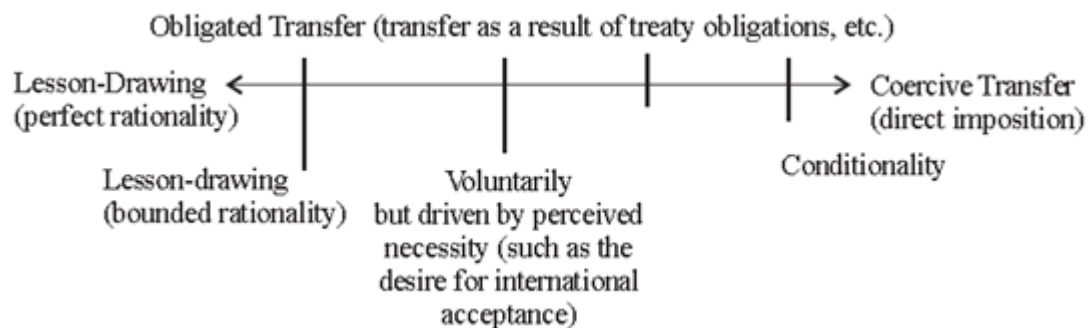 Obligated Transfer (transfer as a result of treaty obligations, etc.)
Lesson-Drawing
(perfect rationality)
Coercive Transfer
(direct imposition)
Lesson-drawing
(bounded rationality)
Voluntarily
but driven by perceived
necessity (such as the
desire for international
acceptance)
Conditionality